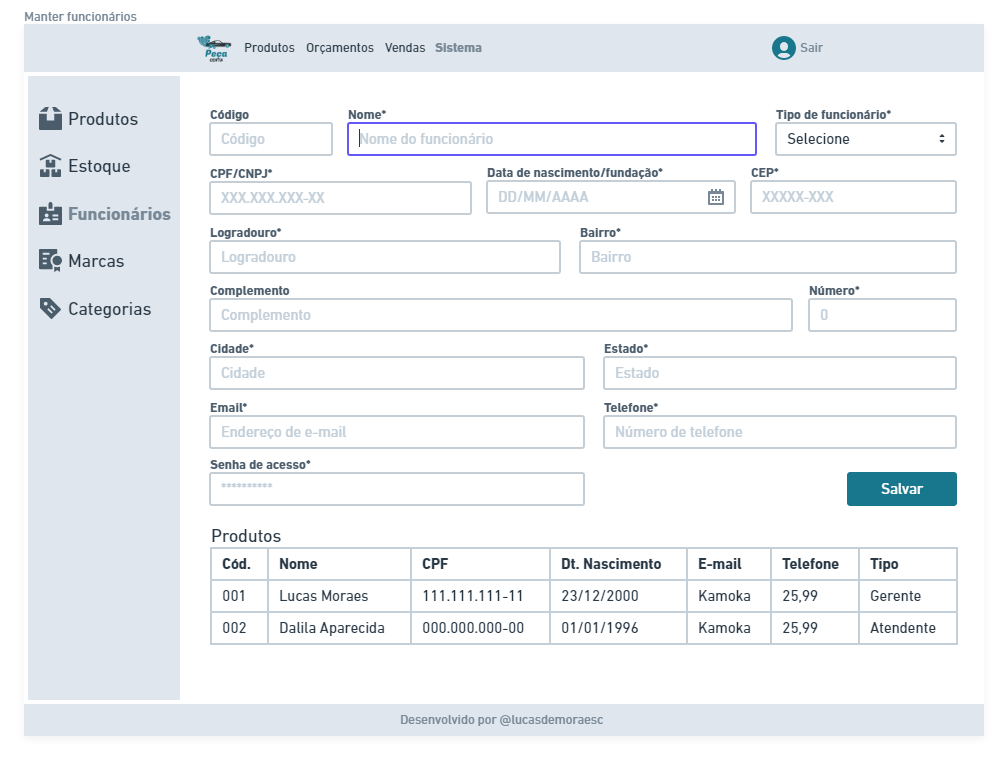 Manter funcionários
Peça
certa
Produtos Orçamentos Vendas Sistema Sair
Produtos
Estoque
Funcionários
Marcas
Categorias
Código Nome* Tipo de funcionário*
Código Nome do funcionário Selecione
CPF/CNPJ* Data de nascimento/fundação* CEP*
XXX.XXX.XXX-XX DD/MM/AAAA XXXXX-XXX
Logradouro* Bairro*
Logradouro Bairro
Complemento Número*
Complemento 0
Cidade* Estado*
Cidade Estado
Email* Telefone*
Endereço de e-mail Número de telefone
Senha de acesso*
********** Salvar
Produtos
Cód. Nome CPF Dt. Nascimento E-mail Telefone Tipo
001 Lucas Moraes 111.111.111-11 23/12/2000 Kamoka 25,99 Gerente
002 Dalila Aparecida 000.000.000-00 01/01/1996 Kamoka 25,99 Atendente
Desenvolvido por @lucasdemoraesc